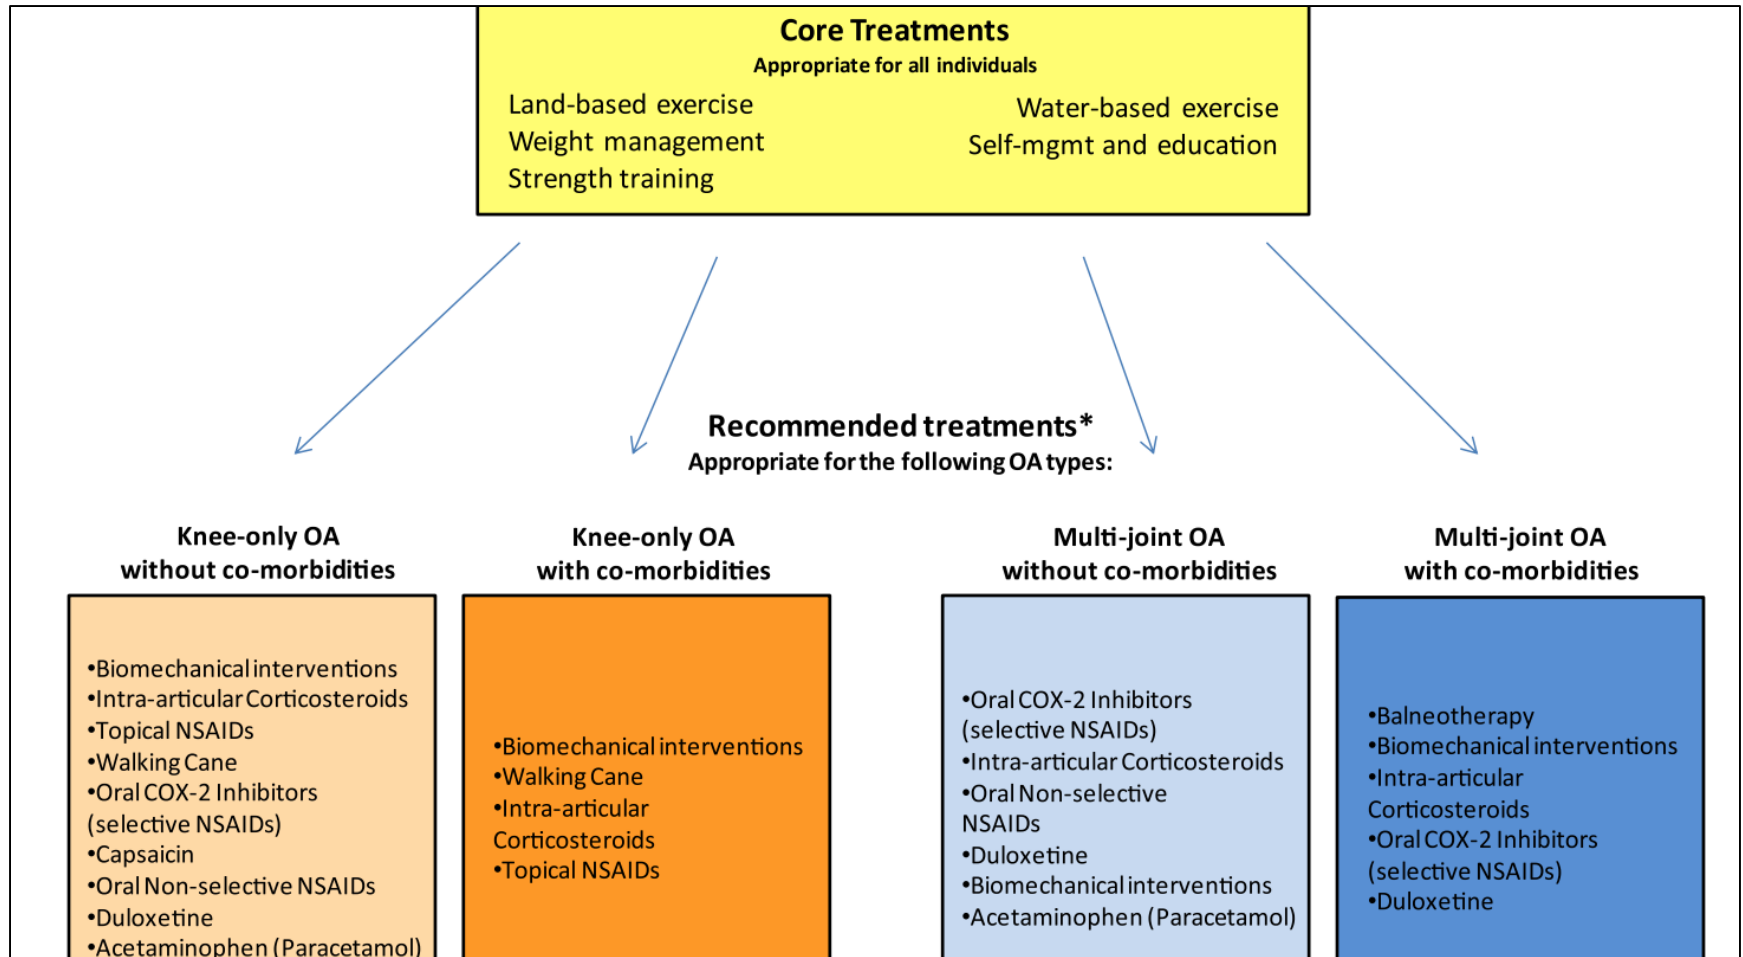 Core Treatments
Appropriate for all individuals
Land-based exercise
Weight management
Strength training
Water-based exercise
Self-mgmt and education
Recommended treatments*
Appropriate for the following OA types:
Knee-only OA
without co-morbidities
•Biomechanical interventions
•Intra-articular Corticosteroids
•Topical NSAIDs
•Walking Cane
•Oral COX-2 Inhibitors
(selective NSAIDs)
•Capsaicin
•Oral Non-selective NSAIDs
•Duloxetine
•Acetaminophen (Paracetamol)
Knee-only OA
with co-morbidities
•Biomechanical interventions
•Walking Cane
•Intra-articular
Corticosteroids
•Topical NSAIDs
Multi-joint OA
without co-morbidities
•Oral COX-2 Inhibitors
(selective NSAIDs)
•Intra-articular Corticosteroids
•Oral Non-selective
NSAIDs
•Duloxetine
•Biomechanical interventions
•Acetaminophen (Paracetamol)
Multi-joint OA
with co-morbidities
•Balneotherapy
•Biomechanical interventions
•Intra-articular
Corticosteroids
•Oral COX-2 Inhibitors
(selective NSAIDs)
•Duloxetine